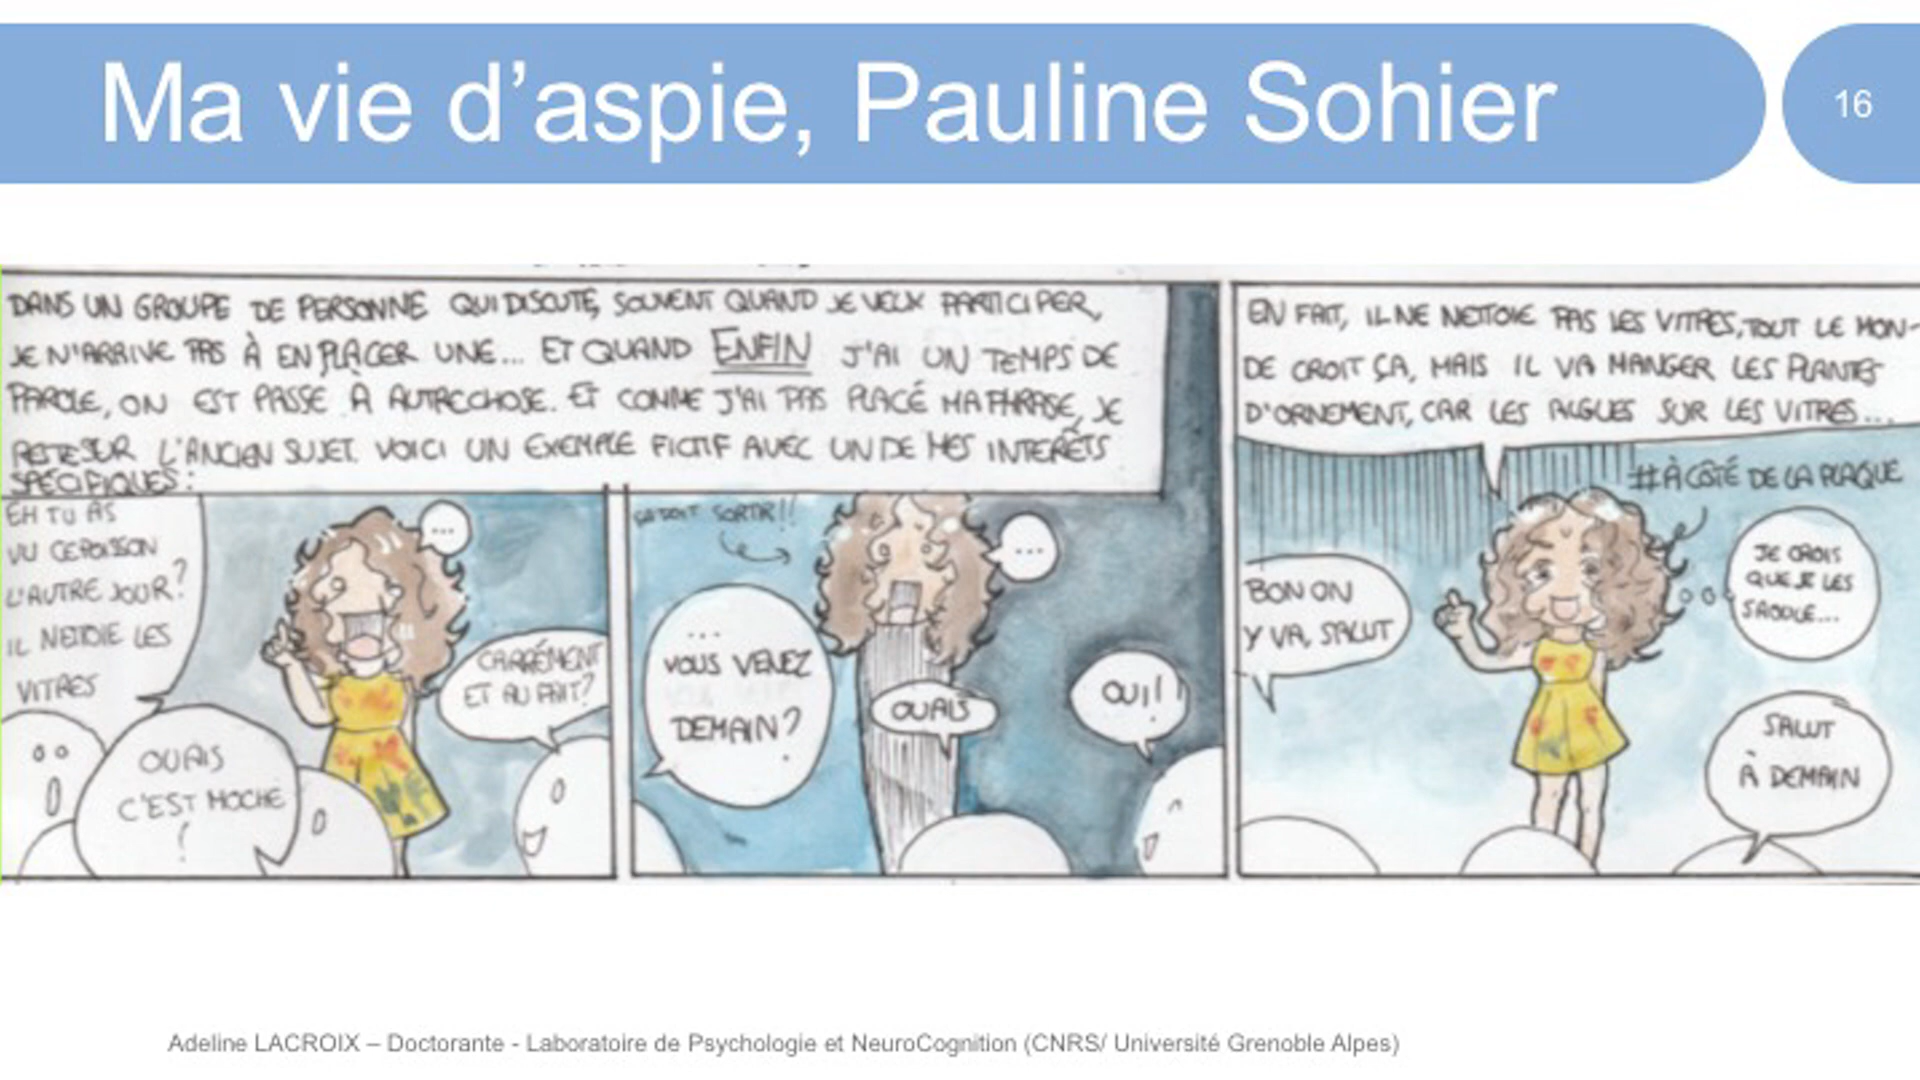 Ma vie d’aspie, Pauline Sohier
16
DANS UN GROUPE DE PERSONNE QUI DISCUTE, SOUVENT QUAND JE VEUX PARTICIPER,
JE N'ARRIVE PAS À EN PLACER UNE... ET QUAND ENFIN J'AI UN TEMPS DE
PAROLE, ON EST PASSÉ À AUTRECHOSE. ET COMME J'AI PAS PLACÉ MA PHRASE, JE
RESTE SUR L'ANCIEN SUJET. VOICI UN EXEMPLE FICTIF AVEC UN DE MES INTERÊTS
SPÉCIFIQUES :
EH TU AS
VU CE POISSON
L'AUTRE JOUR?
IL NETTOIE LES
VITRES
...
OUAIS
C'EST MOCHE
!
CARRÉMENT
ET AU FAIT?
ÇA DOIT SORTIR!!
...
...
VOUS VENEZ
DEMAIN?
OUAIS
OUI!
EN FAIT, IL NE NETTOIE PAS LES VITRES, TOUT LE MON-
DE CROIT ÇA, MAIS IL VA MANGER LES PLANTES
D'ORNEMENT, CAR LES ALGUES SUR LES VITRES...
#À CÔTÉ DE LA PLAQUE
BON ON
Y VA, SALUT
JE CROIS
QUE JE LES
SAOULE...
SALUT
À DEMAIN
Adeline LACROIX – Doctorante - Laboratoire de Psychologie et NeuroCognition (CNRS/ Université Grenoble Alpes)